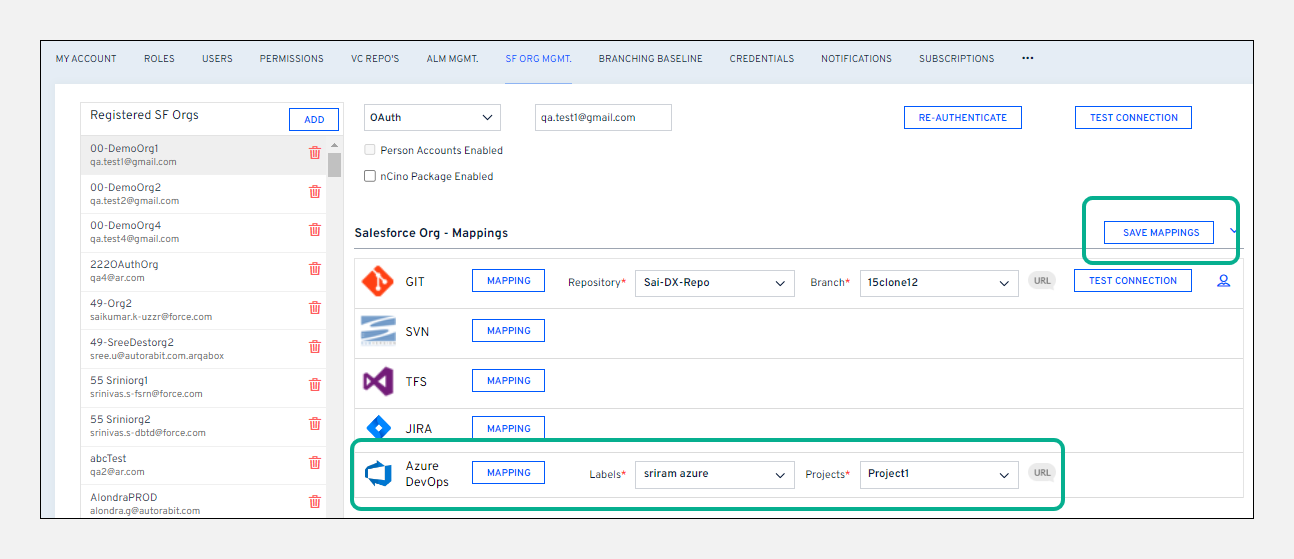 MY ACCOUNT ROLES USERS PERMISSIONS VC REPO'S ALM MGMT. SF ORG MGMT. BRANCHING BASELINE CREDENTIALS NOTIFICATIONS SUBSCRIPTIONS •••
Registered SF Orgs ADD
00-DemoOrg1
qa.test1@gmail.com
00-DemoOrg2
qa.test2@gmail.com
00-DemoOrg4
qa.test4@gmail.com
222OAuthOrg
qa4@ar.com
49-Org2
saikumar.k-uzzr@force.com
49-SreeDestorg2
sree.u@autorabit.com.arqabox
55 Sriniorg1
srinivas.s-fsrn@force.com
55 Sriniorg2
srinivas.s-dbtd@force.com
abcTest
qa2@ar.com
AlondraPROD
alondra.g@autorabit.com
OAuth qa.test1@gmail.com RE-AUTHENTICATE TEST CONNECTION
Person Accounts Enabled
nCino Package Enabled
Salesforce Org - Mappings SAVE MAPPINGS
GIT MAPPING Repository* Sai-DX-Repo Branch* 15clone12 URL TEST CONNECTION
SVN MAPPING
TFS MAPPING
JIRA MAPPING
Azure DevOps MAPPING Labels* sriram azure Projects* Project1 URL